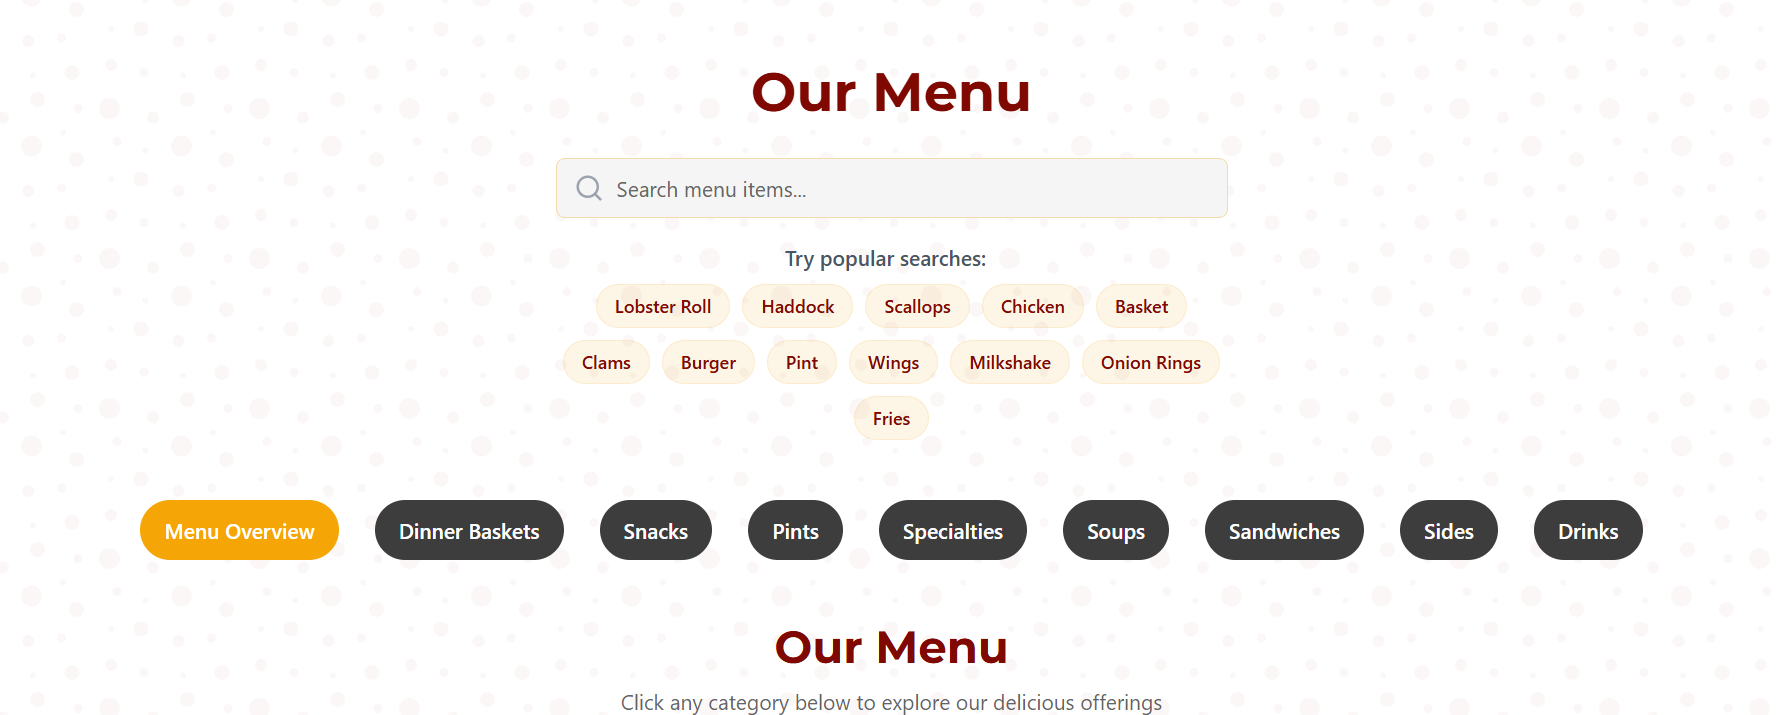 Our Menu
Search menu items...
Try popular searches:
Lobster Roll Haddock Scallops Chicken Basket
Clams Burger Pint Wings Milkshake Onion Rings
Fries
Menu Overview Dinner Baskets Snacks Pints Specialties Soups Sandwiches Sides Drinks
Our Menu
Click any category below to explore our delicious offerings